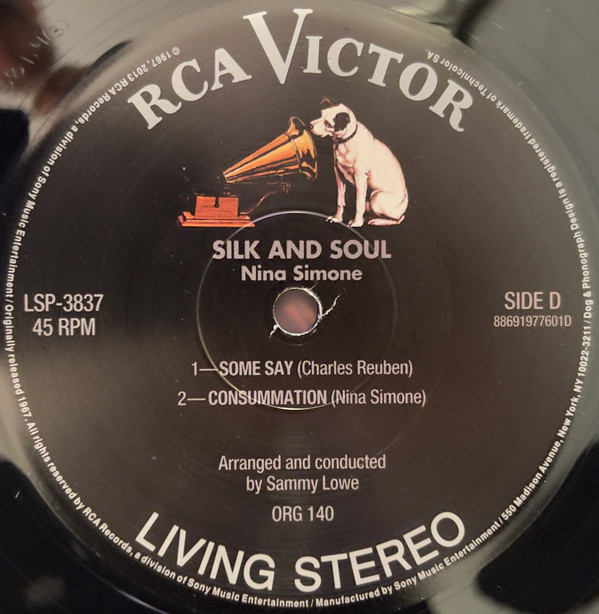 RCA VICTOR
SILK AND SOUL
Nina Simone
LSP-3837
45 RPM
SIDE D
88691977601D
1—SOME SAY (Charles Reuben)
2—CONSUMMATION (Nina Simone)
Arranged and conducted
by Sammy Lowe
ORG 140
LIVING STEREO
℗ 1967, 2013 RCA Records, a division of Sony Music Entertainment / Originally released 1967. All rights reserved by RCA Records, a division of Sony Music Entertainment / Manufactured by Sony Music Entertainment / 550 Madison Avenue, New York, NY 10022-3211 / Dog & Phonograph Design is a registered trademark of Technicolor SA.